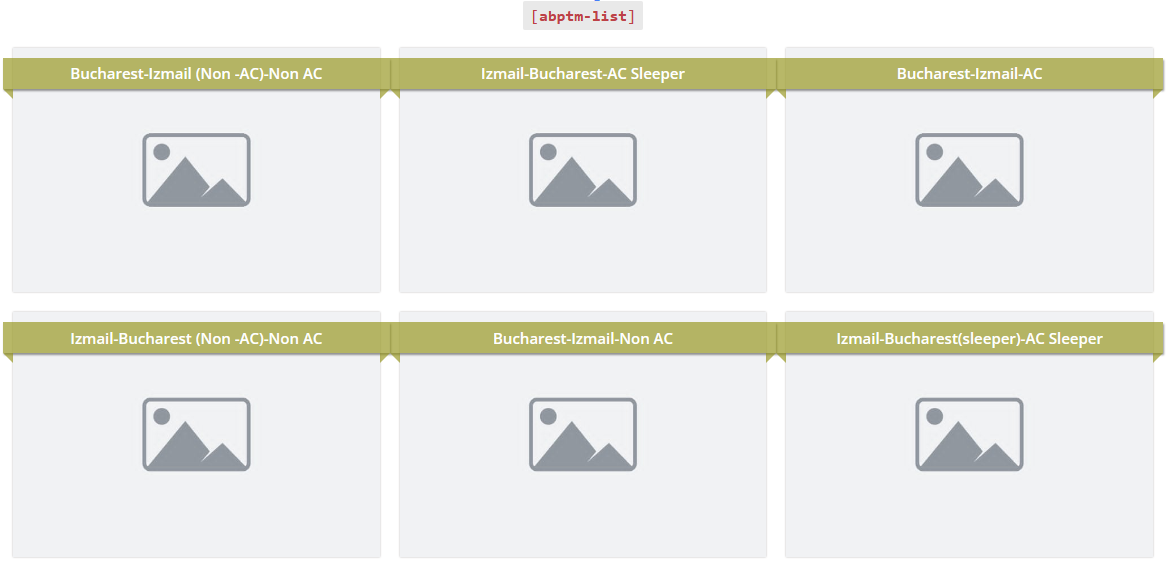 [abptm-list]
Bucharest-Izmail (Non -AC)-Non AC
Izmail-Bucharest-AC Sleeper
Bucharest-Izmail-AC
Izmail-Bucharest (Non -AC)-Non AC
Bucharest-Izmail-Non AC
Izmail-Bucharest(sleeper)-AC Sleeper